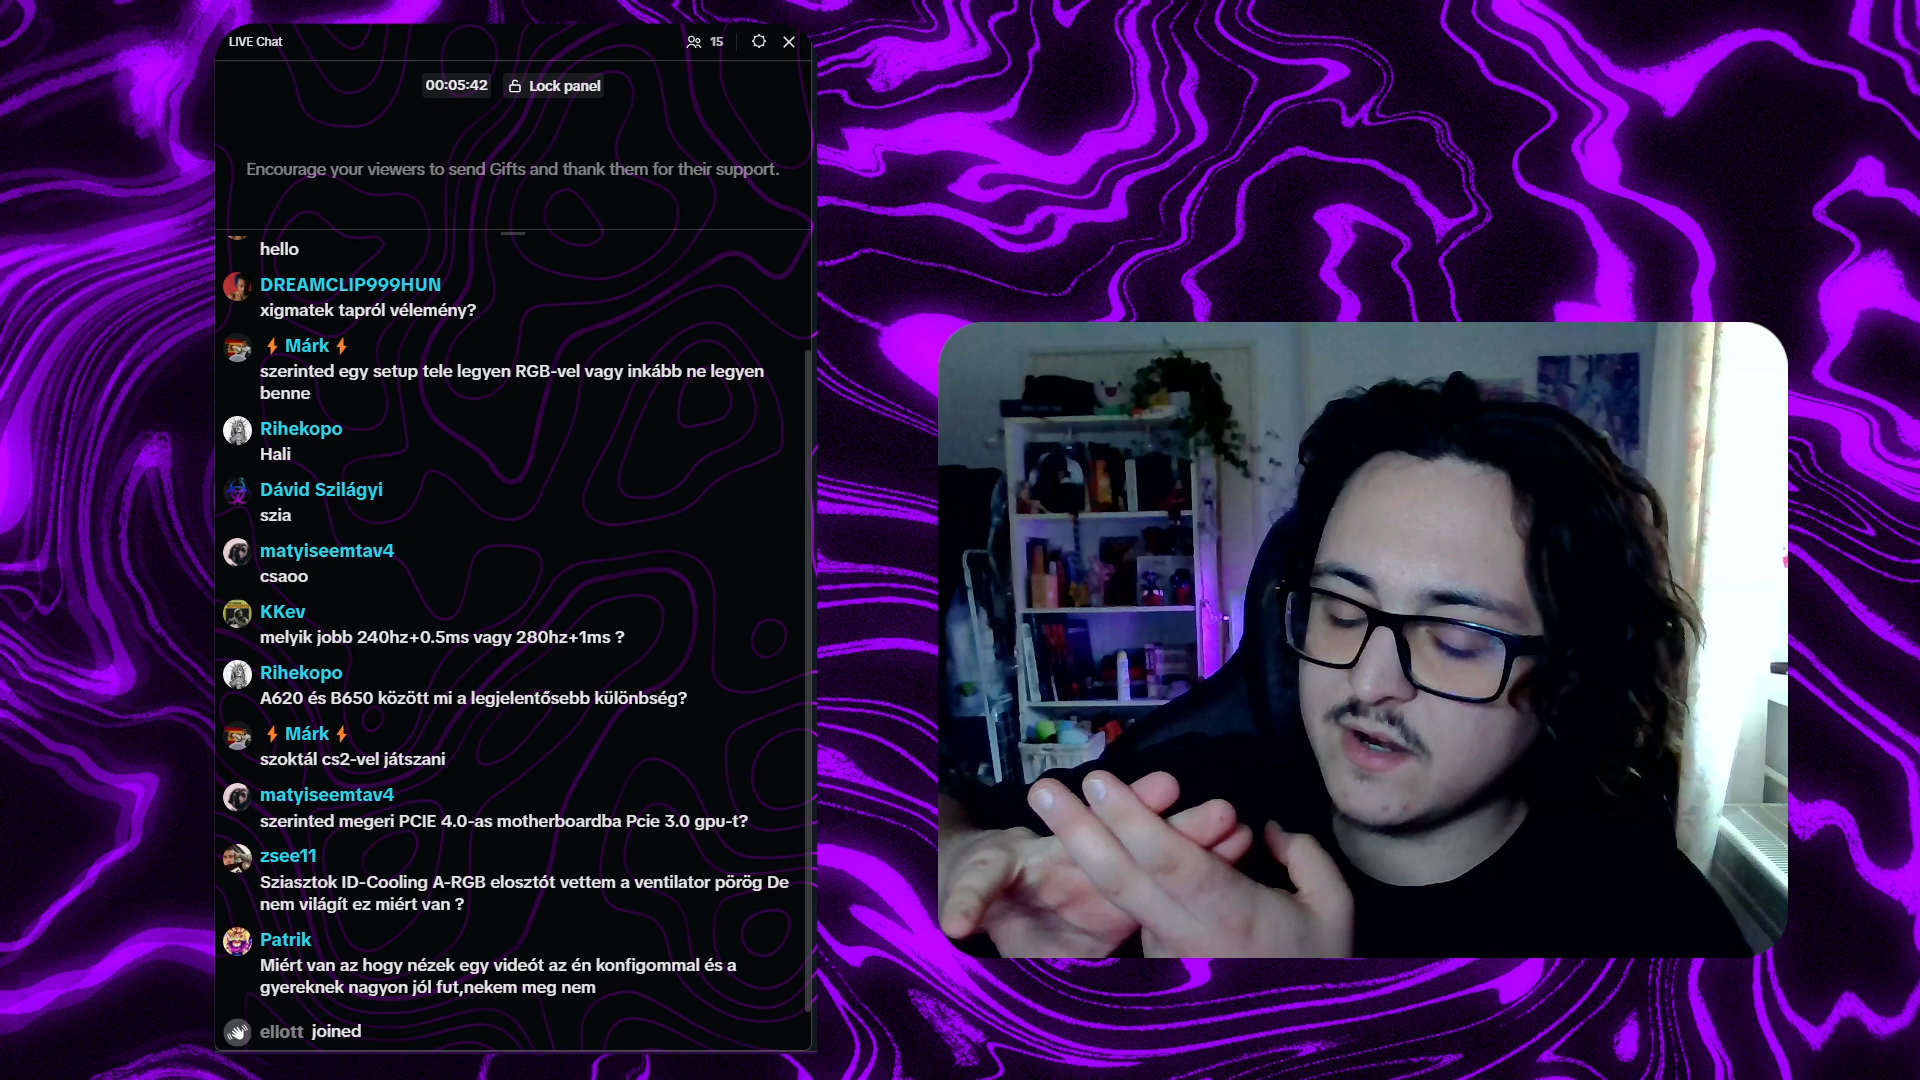 LIVE Chat
15
00:05:42
Lock panel
Encourage your viewers to send Gifts and thank them for their support.
hello
DREAMCLIP999HUN
xigmatek tapról vélemény?
⚡ Márk ⚡
szerinted egy setup tele legyen RGB-vel vagy inkább ne legyen
benne
Rihekopo
Hali
Dávid Szilágyi
szia
matyiseemtav4
csaoo
KKev
melyik jobb 240hz+0.5ms vagy 280hz+1ms ?
Rihekopo
A620 és B650 között mi a legjelentősebb különbség?
⚡ Márk ⚡
szoktál cs2-vel játszani
matyiseemtav4
szerinted megeri PCIE 4.0-as motherboardba Pcie 3.0 gpu-t?
zsee11
Sziasztok ID-Cooling A-RGB elosztót vettem a ventilator pörög De
nem világít ez miért van ?
Patrik
Miért van az hogy nézek egy videót az én konfigommal és a
gyereknek nagyon jól fut,nekem meg nem
ellott joined